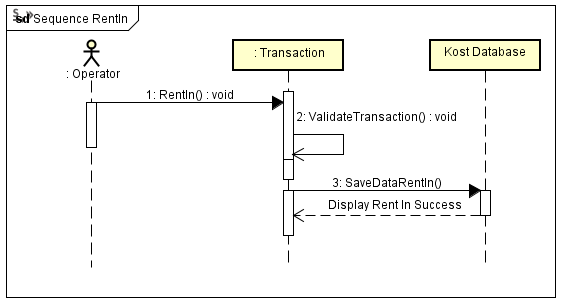 sd Sequence RentIn
: Operator
: Transaction
Kost Database
1: RentIn() : void
2: ValidateTransaction() : void
3: SaveDataRentIn()
Display Rent In Success